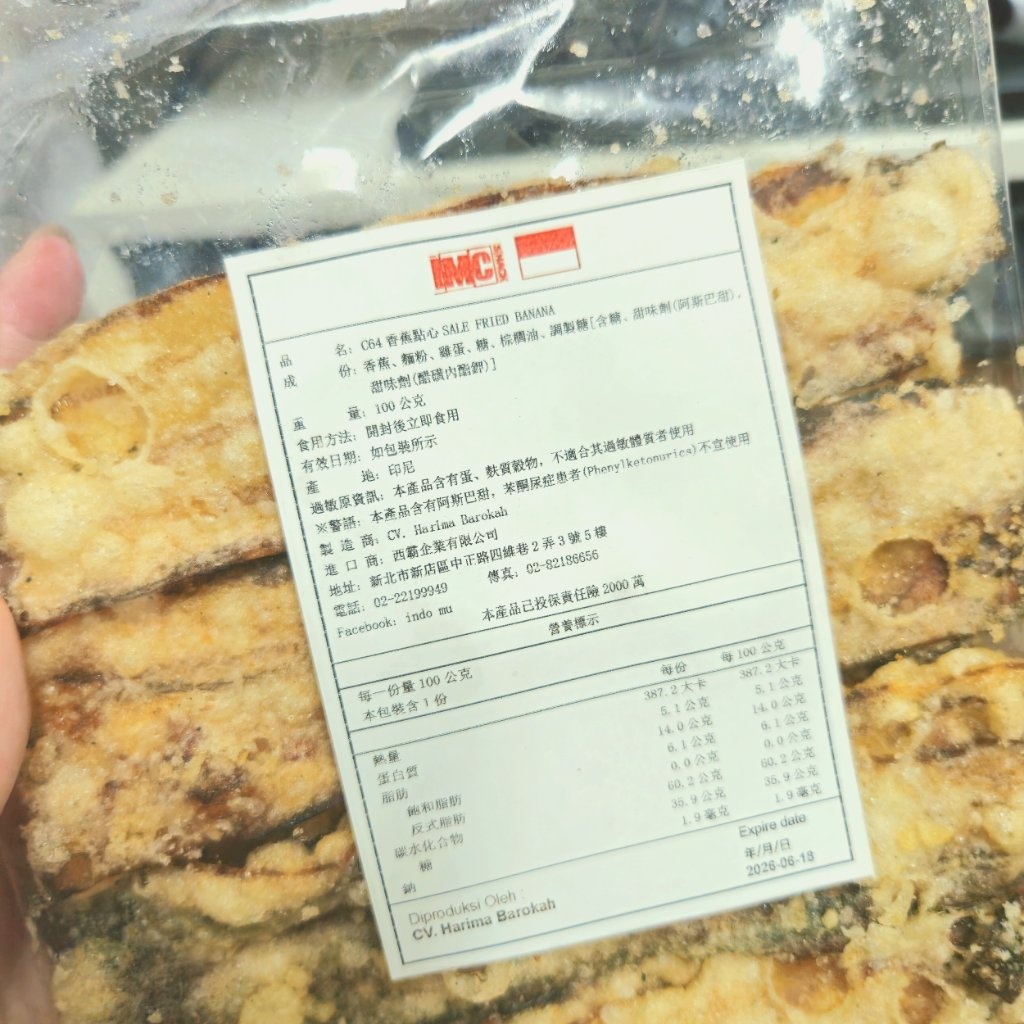 IMC
C64 香蕉點心 SALE FRIED BANANA
品名: C64 香蕉點心 SALE FRIED BANANA
成份: 香蕉、麵粉、雞蛋、糖、棕櫚油、調製糖[含糖、甜味劑(阿斯巴甜),
甜味劑(醋磺內酯鉀)]
重量: 100 公克
食用方法: 開封後立即食用
有效日期: 如包裝所示
產地: 印尼
過敏原資訊: 本產品含有蛋、麩質穀物, 不適合其過敏體質者使用
※警語: 本產品含有阿斯巴甜, 苯酮尿症患者(Phenylketonurics)不宜使用
製造商: CV. Harima Barokah
進口商: 西霸企業有限公司
地址: 新北市新店區中正路四維巷 2 弄 3 號 5 樓
電話: 02-22199949 傳真: 02-82186656
Facebook: indo mu 本產品已投保責任險 2000 萬
營養標示
每一份量 100 公克
本包裝含 1 份
每份 每 100 公克
熱量 387.2 大卡 387.2 大卡
蛋白質 5.1 公克 5.1 公克
脂肪 14.0 公克 14.0 公克
飽和脂肪 6.1 公克 6.1 公克
反式脂肪 0.0 公克 0.0 公克
碳水化合物 60.2 公克 60.2 公克
糖 35.9 公克 35.9 公克
鈉 1.9 毫克 1.9 毫克
Diproduksi Oleh :
CV. Harima Barokah
Expire date
年/月/日
2026-06-18